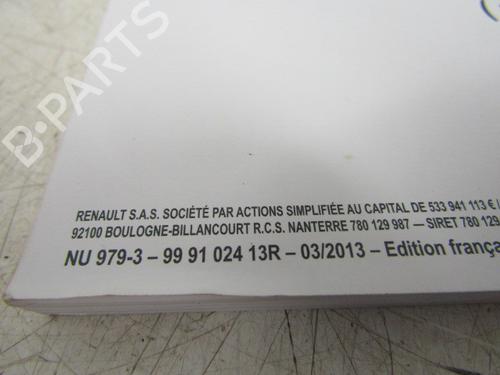 B-PARTS
RENAULT S.A.S. SOCIÉTÉ PAR ACTIONS SIMPLIFIÉE AU CAPITAL DE 533 941 113 € /
92100 BOULOGNE-BILLANCOURT R.C.S. NANTERRE 780 129 987 — SIRET 780 129
NU 979-3 – 99 91 024 13R – 03/2013 – Edition frança